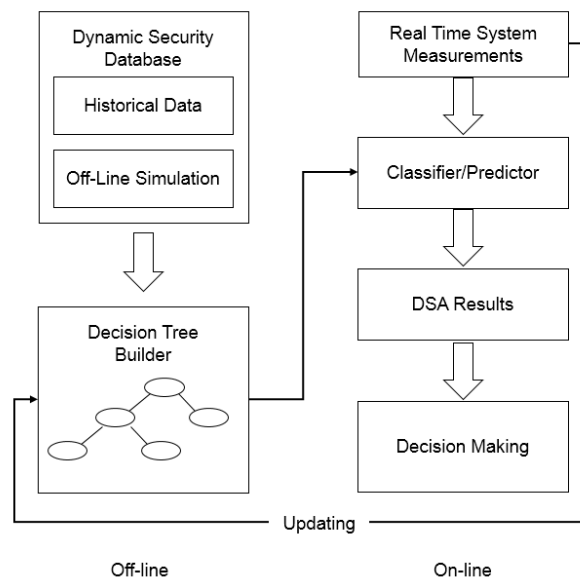 Dynamic Security
Database
Historical Data
Off-Line Simulation
Decision Tree
Builder
Real Time System
Measurements
Classifier/Predictor
DSA Results
Decision Making
Updating
Off-line
On-line